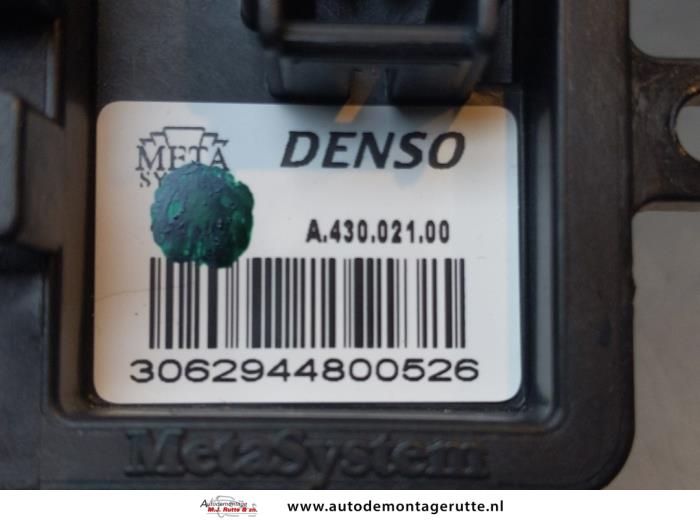 META DENSO
SY
A.430.021.00
3062944800526
MetaSystem
Autodemontage
M.J. Rutte & zn.
www.autodemontagerutte.nl